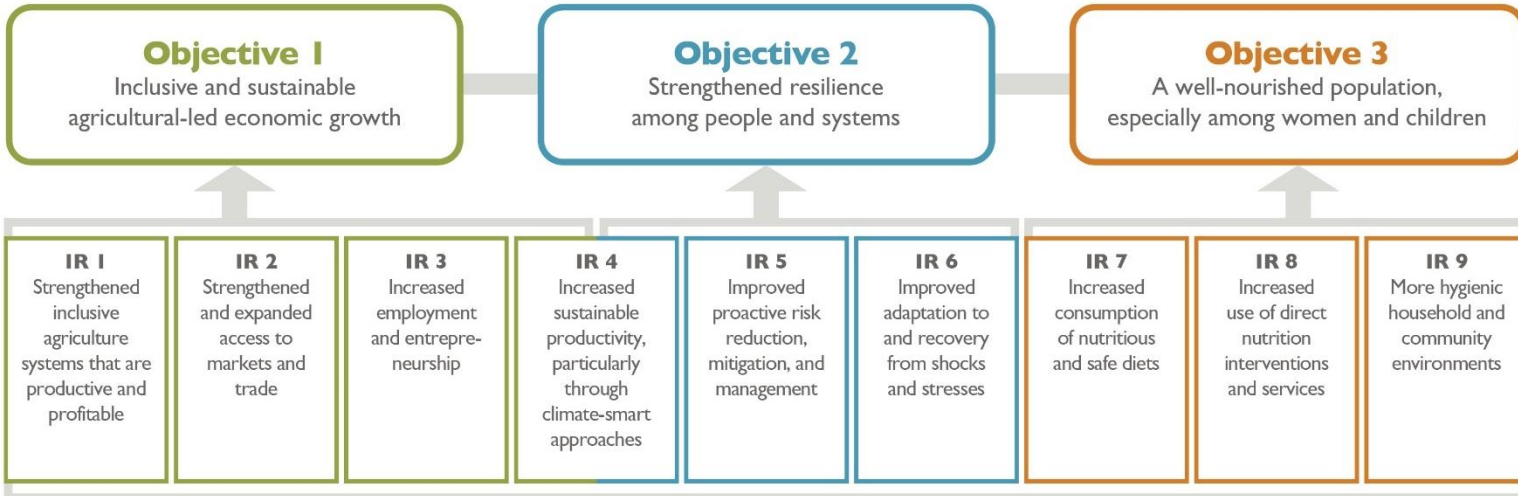 Objective 1
Inclusive and sustainable
agricultural-led economic growth
Objective 2
Strengthened resilience
among people and systems
Objective 3
A well-nourished population,
especially among women and children
IR 1
Strengthened
inclusive
agriculture
systems that are
productive and
profitable
IR 2
Strengthened
and expanded
access to
markets and
trade
IR 3
Increased
employment
and entrepre-
neurship
IR 4
Increased
sustainable
productivity,
particularly
through
climate-smart
approaches
IR 5
Improved
proactive risk
reduction,
mitigation, and
management
IR 6
Improved
adaptation to
and recovery
from shocks
and stresses
IR 7
Increased
consumption
of nutritious
and safe diets
IR 8
Increased
use of direct
nutrition
interventions
and services
IR 9
More hygienic
household and
community
environments